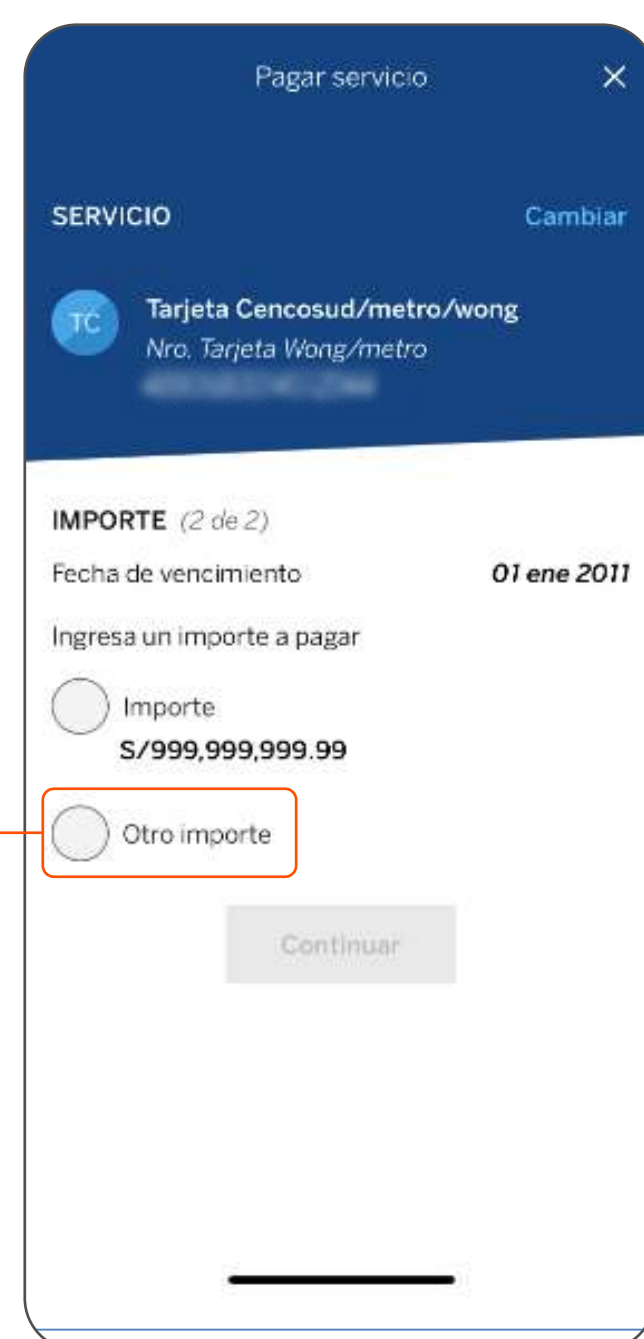 Pagar servicio
SERVICIO Cambiar
TC Tarjeta Cencosud/metro/wong
Nro. Tarjeta Wong/metro
IMPORTE (2 de 2)
Fecha de vencimiento 01 ene 2011
Ingresa un importe a pagar
Importe
S/999,999,999.99
Otro importe
Continuar